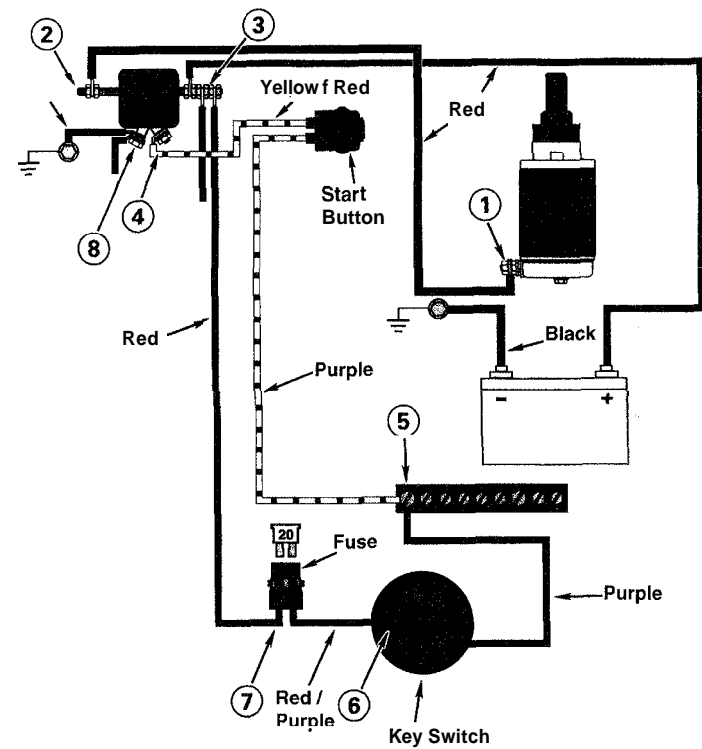 3
2
Yellow f Red
Red
Start
Button
1
4
8
Red
Black
Purple
-
+
5
20
Fuse
Purple
7
Red /
Purple
6
Key Switch